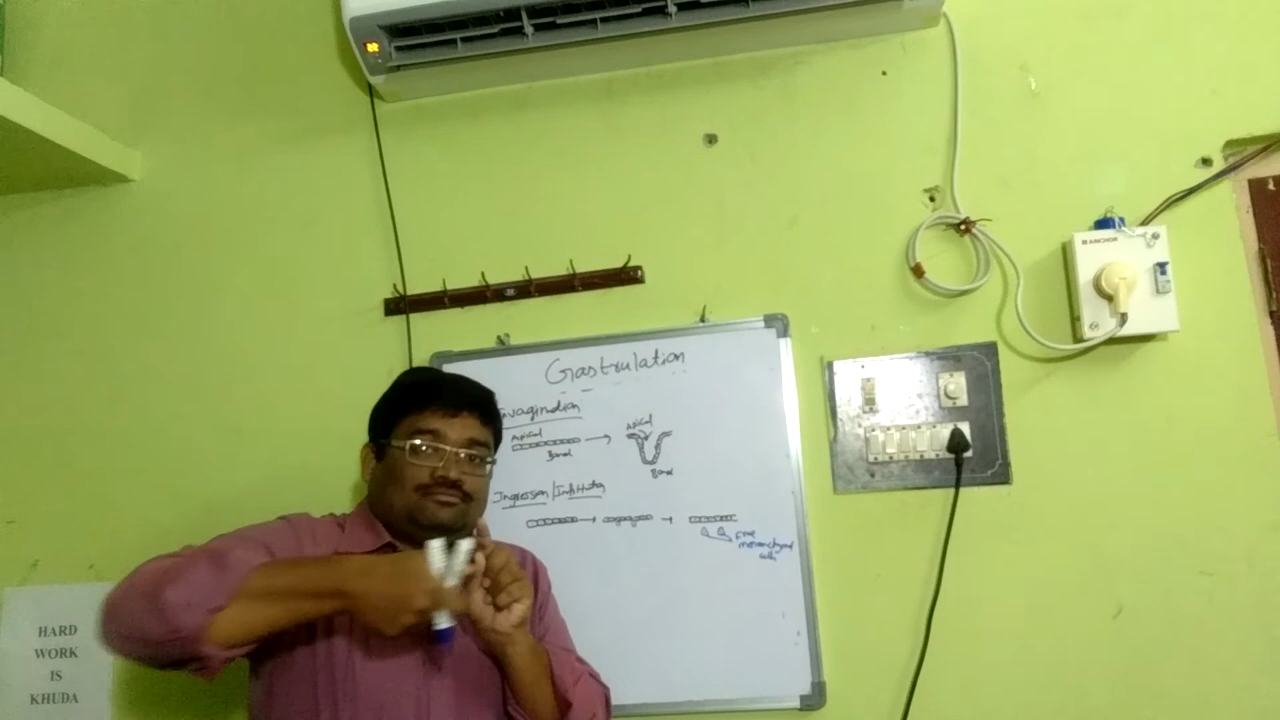 ANCHOR
Gastrulation
Invagination
Apical
Basal
Apical
Basal
Ingression/Infiltration
Free
mesenchymal
cells
HARD
WORK
IS
KHUDA